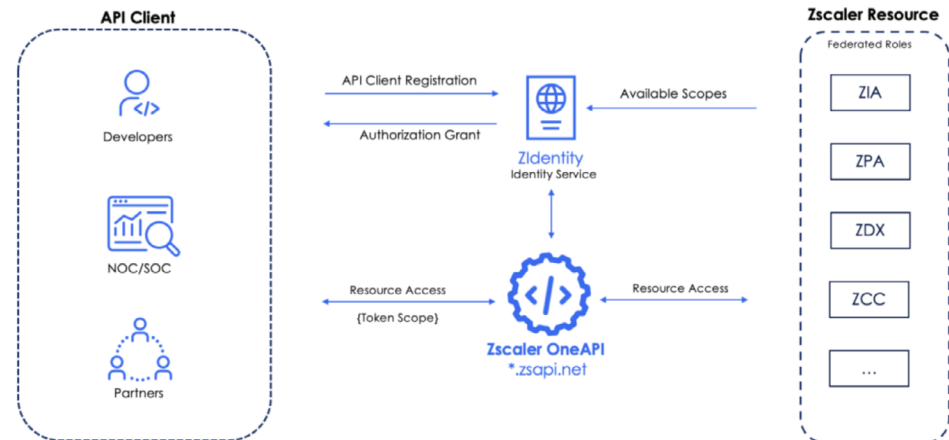 API Client
Developers
NOC/SOC
Partners
API Client Registration
Authorization Grant
ZIdentity
Identity Service
Available Scopes
Resource Access
{Token Scope}
Zscaler OneAPI
*.zsapi.net
Resource Access
Zscaler Resource
Federated Roles
ZIA
ZPA
ZDX
ZCC
...